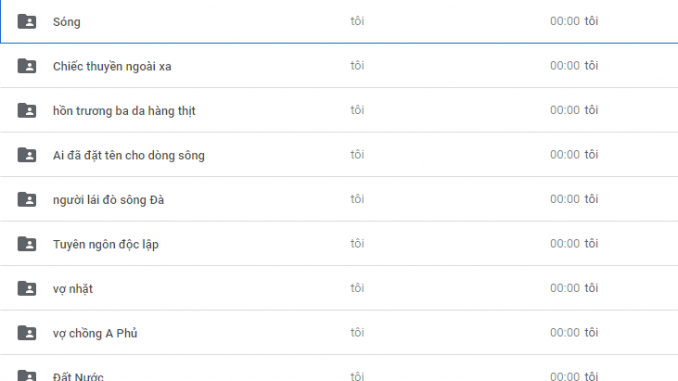 Sóng tôi 00:00 tôi
Chiếc thuyền ngoài xa tôi 00:00 tôi
hồn trương ba da hàng thịt tôi 00:00 tôi
Ai đã đặt tên cho dòng sông tôi 00:00 tôi
người lái đò sông Đà tôi 00:00 tôi
Tuyên ngôn độc lập tôi 00:00 tôi
vợ nhặt tôi 00:00 tôi
vợ chồng A Phủ tôi 00:00 tôi
Đất Nước tôi 00:00 tôi